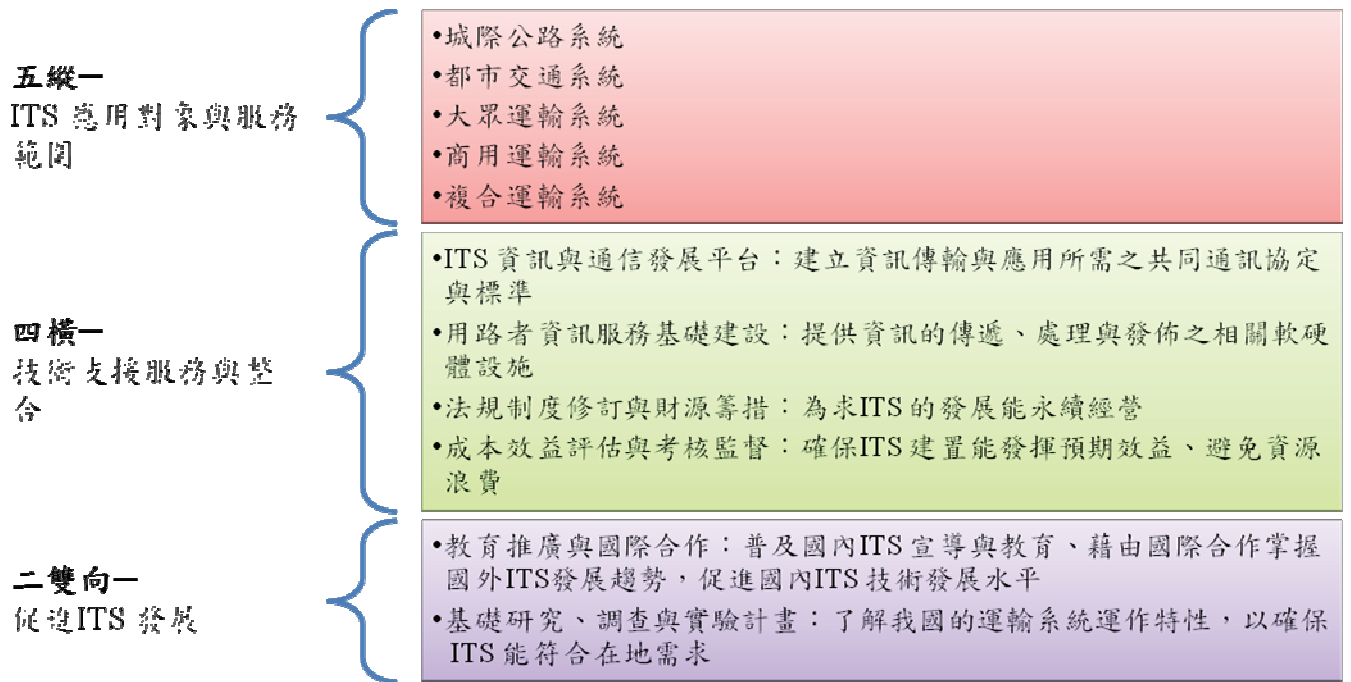 五縱－
ITS 應用對象與服務
範圍
•城際公路系統
•都市交通系統
•大眾運輸系統
•商用運輸系統
•複合運輸系統
四橫－
技術支援服務與整
合
•ITS 資訊與通信發展平台：建立資訊傳輸與應用所需之共同通訊協定
與標準
•用路者資訊服務基礎建設：提供資訊的傳遞、處理與發佈之相關軟硬
體設施
•法規制度修訂與財源籌措：為求ITS 的發展能永續經營
•成本效益評估與考核監督：確保ITS 建置能發揮預期效益、避免資源
浪費
二雙向－
促進ITS 發展
•教育推廣與國際合作：普及國內ITS 宣導與教育、藉由國際合作掌握
國外ITS發展趨勢，促進國內ITS 技術發展水平
•基礎研究、調查與實驗計畫：了解我國的運輸系統運作特性，以確保
ITS 能符合在地需求